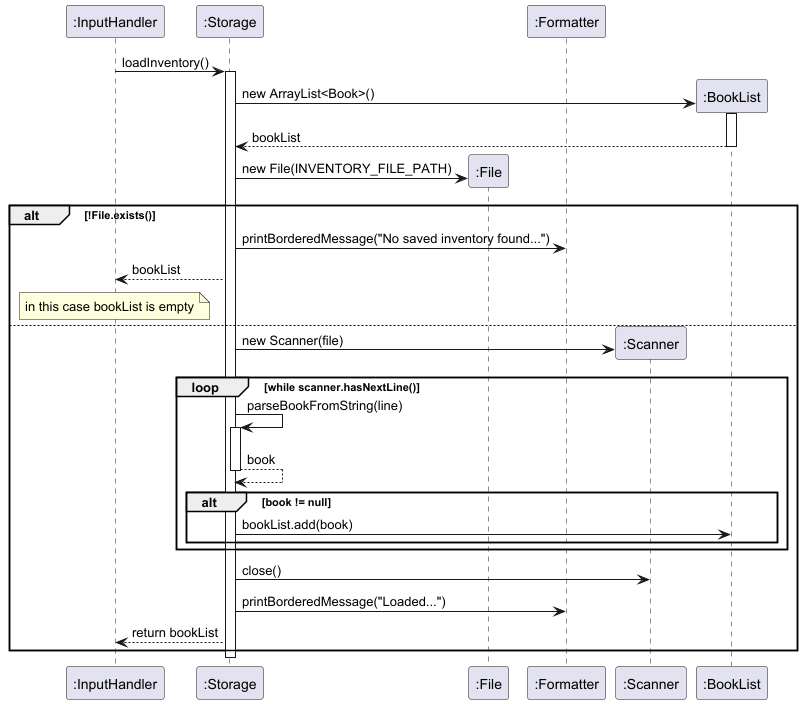 :InputHandler
:Storage
:Formatter
loadInventory()
new ArrayList<Book>()
:BookList
bookList
new File(INVENTORY_FILE_PATH)
:File
alt
[!File.exists()]
printBorderedMessage("No saved inventory found...")
bookList
in this case bookList is empty
new Scanner(file)
:Scanner
loop
[while scanner.hasNextLine()]
parseBookFromString(line)
book
alt
[book != null]
bookList.add(book)
close()
printBorderedMessage("Loaded...")
return bookList
:InputHandler
:Storage
:File
:Formatter
:Scanner
:BookList